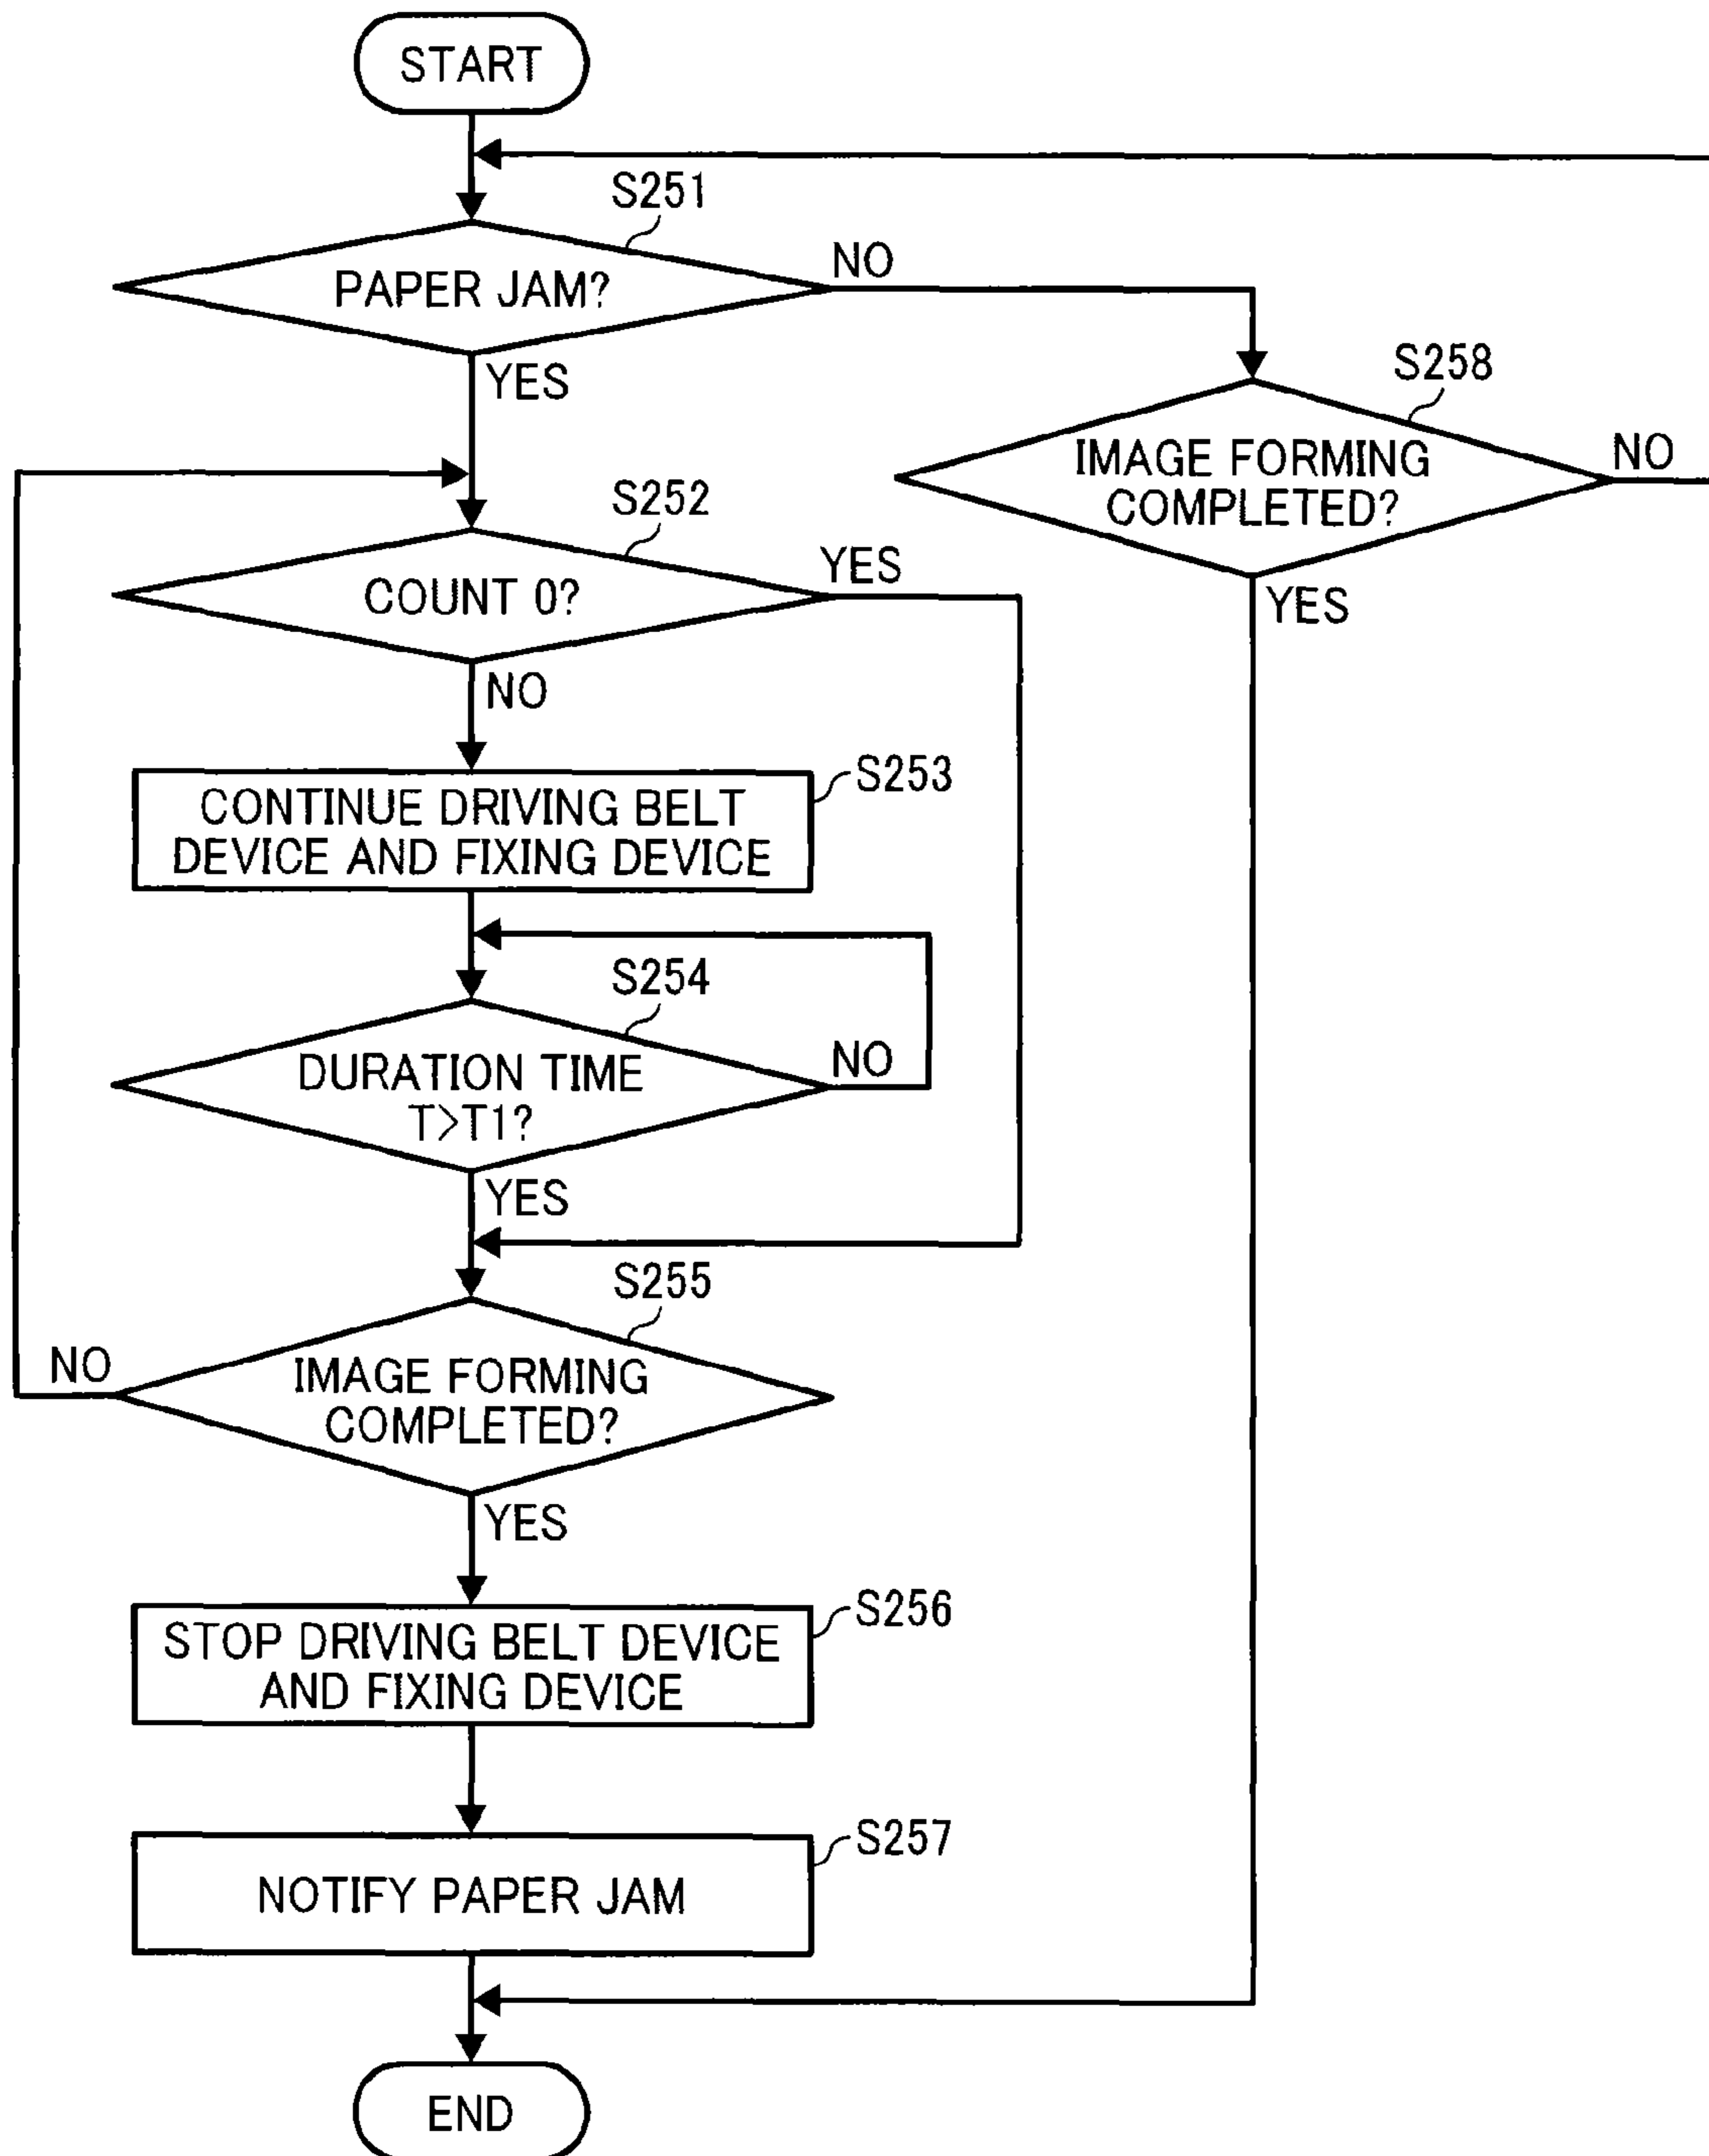 START
S251
PAPER JAM?
NO
YES
S258
IMAGE FORMING
COMPLETED?
NO
YES
S252
COUNT 0?
YES
NO
S253
CONTINUE DRIVING BELT
DEVICE AND FIXING DEVICE
S254
DURATION TIME
T>T1?
NO
YES
S255
IMAGE FORMING
COMPLETED?
NO
YES
S256
STOP DRIVING BELT DEVICE
AND FIXING DEVICE
S257
NOTIFY PAPER JAM
END